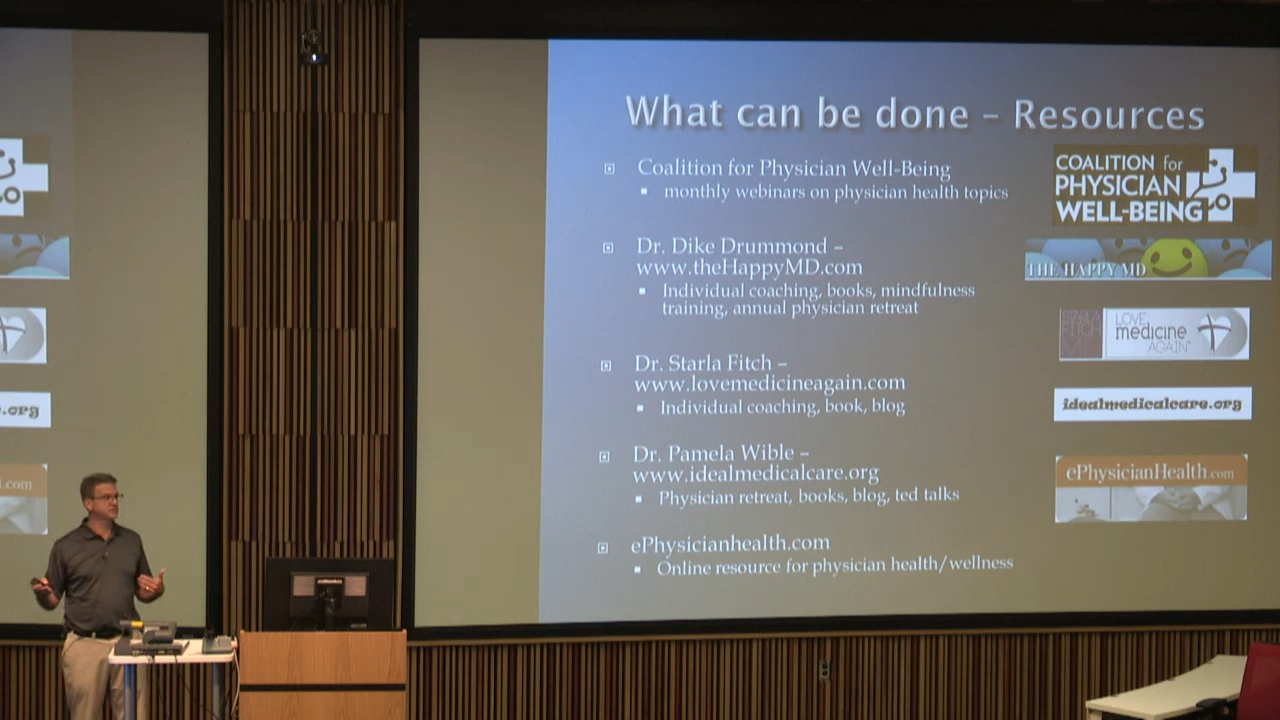 What can be done – Resources
Coalition for Physician Well-Being
monthly webinars on physician health topics
Dr. Dike Drummond –
www.theHappyMD.com
Individual coaching, books, mindfulness
training, annual physician retreat
Dr. Starla Fitch –
www.lovemedicineagain.com
Individual coaching, book, blog
Dr. Pamela Wible –
www.idealmedicalcare.org
Physician retreat, books, blog, ted talks
ePhysicianhealth.com
Online resource for physician health/wellness
COALITION for
PHYSICIAN
WELL-BEING
THE HAPPY MD
STARLA
FITCH
MD
LOVE
medicine
AGAIN
idealmedicalcare.org
ePhysicianHealth.com
e.org
l.com